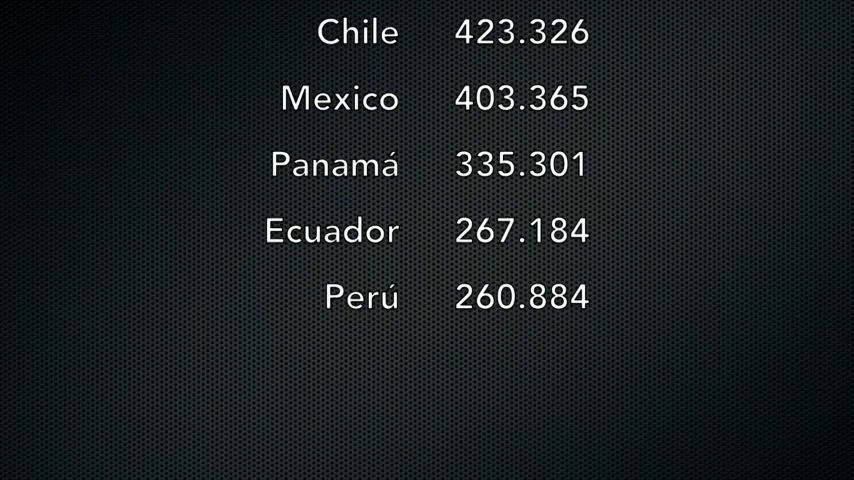 Chile 423.326
Mexico 403.365
Panamá 335.301
Ecuador 267.184
Perú 260.884